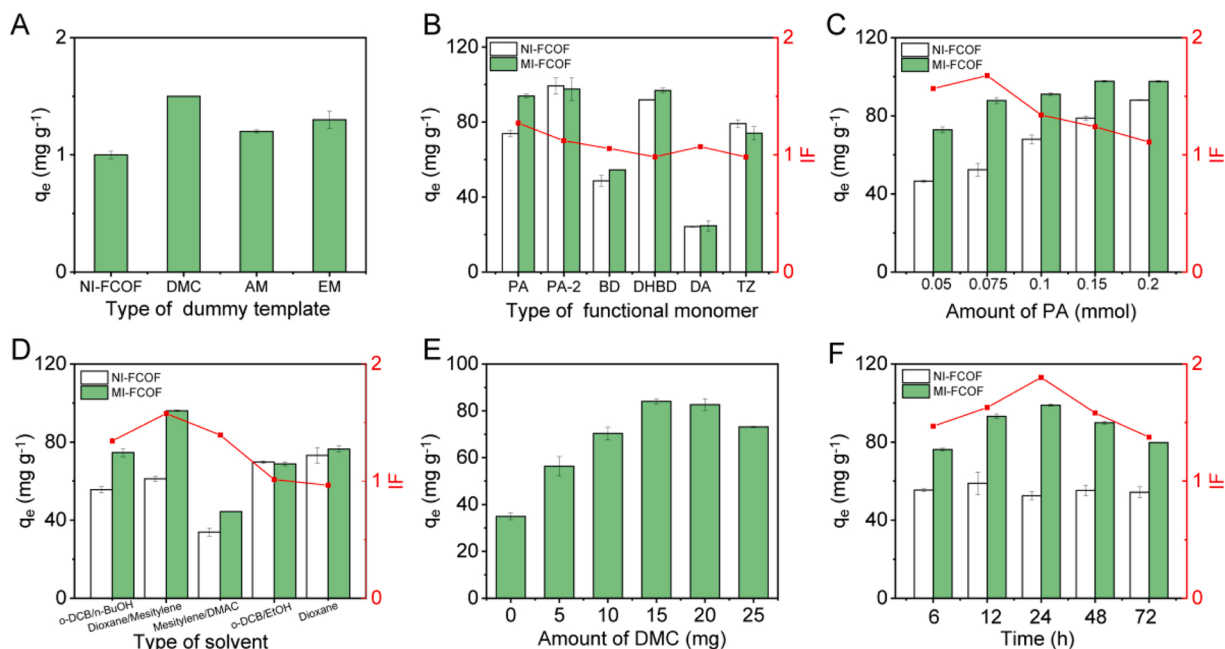 A
2
1
0
qe (mg g-1)
NI-FCOF
DMC
AM
EM
Type of dummy template
B
NI-FCOF
MI-FCOF
120
80
40
0
qe (mg g-1)
2
1
0
IF
PA
PA-2
BD
DHBD
DA
TZ
Type of functional monomer
C
NI-FCOF
MI-FCOF
120
80
40
0
qe (mg g-1)
2
1
0
IF
0.05
0.075
0.1
0.15
0.2
Amount of PA (mmol)
D
NI-FCOF
MI-FCOF
120
80
40
0
qe (mg g-1)
2
1
0
IF
o-DCB/n-BuOH
Dioxane/Mesitylene
Mesitylene/DMAC
o-DCB/EtOH
Dioxane
Type of solvent
E
100
80
60
40
20
0
qe (mg g-1)
0
5
10
15
20
25
Amount of DMC (mg)
F
NI-FCOF
MI-FCOF
120
80
40
0
qe (mg g-1)
2
1
0
IF
6
12
24
48
72
Time (h)